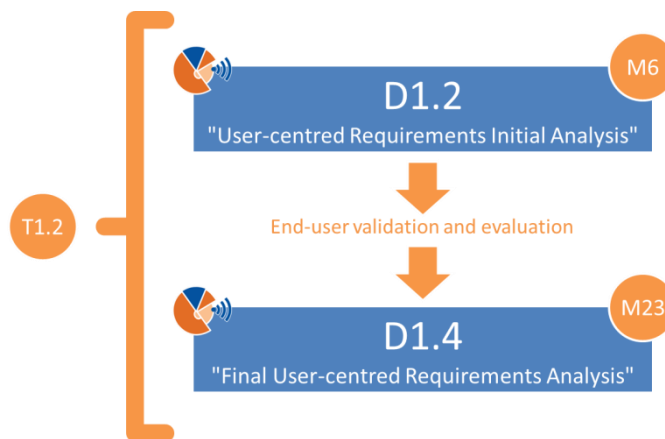 M6
D1.2
"User-centred Requirements Initial Analysis"
T1.2
End-user validation and evaluation
M23
D1.4
"Final User-centred Requirements Analysis"